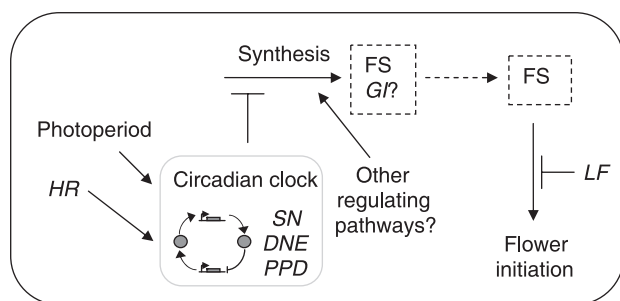 Synthesis
FS
GI?
FS
Photoperiod
HR
Circadian clock
SN
DNE
PPD
Other
regulating
pathways?
LF
Flower
initiation